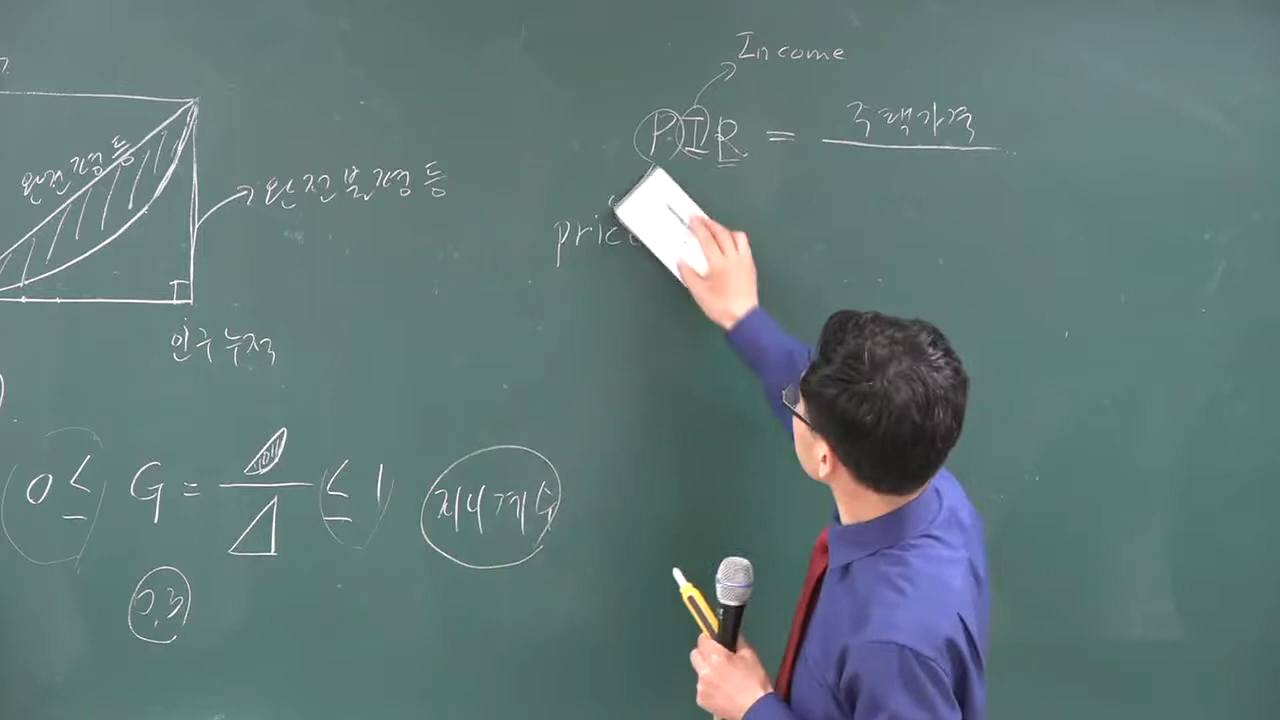 완전평등
완전불평등
인구누적
0 ≤ G = ≤ 1
지니계수
0.3
Income
PIR = 주택가격
price